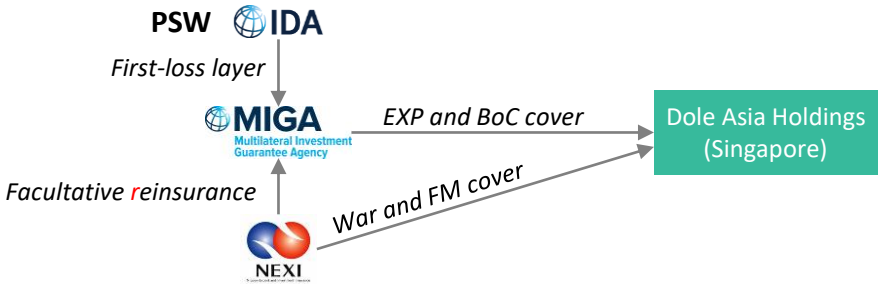 PSW IDA
First-loss layer
MIGA
Multilateral Investment
Guarantee Agency
EXP and BoC cover
Dole Asia Holdings
(Singapore)
Facultative reinsurance
War and FM cover
NEXI